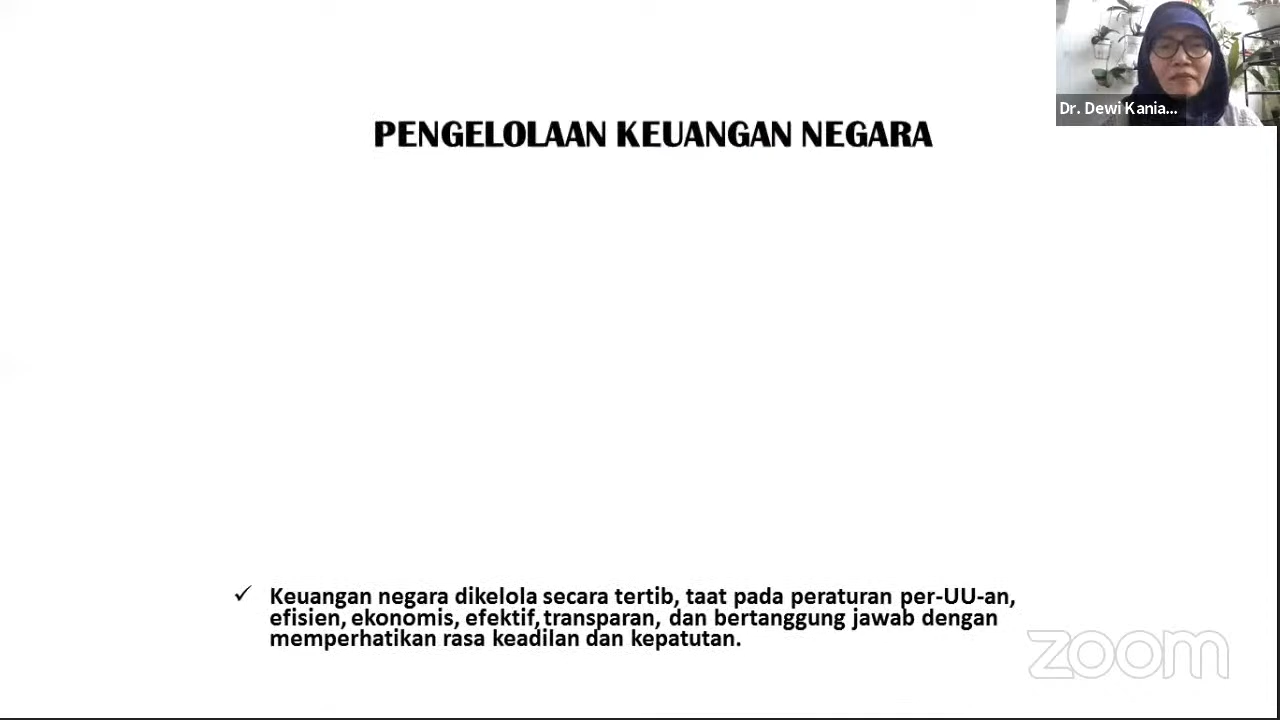 Dr. Dewi Kania...
PENGELOLAAN KEUANGAN NEGARA
✓ Keuangan negara dikelola secara tertib, taat pada peraturan per-UU-an,
efisien, ekonomis, efektif, transparan, dan bertanggung jawab dengan
memperhatikan rasa keadilan dan kepatutan.
zoom